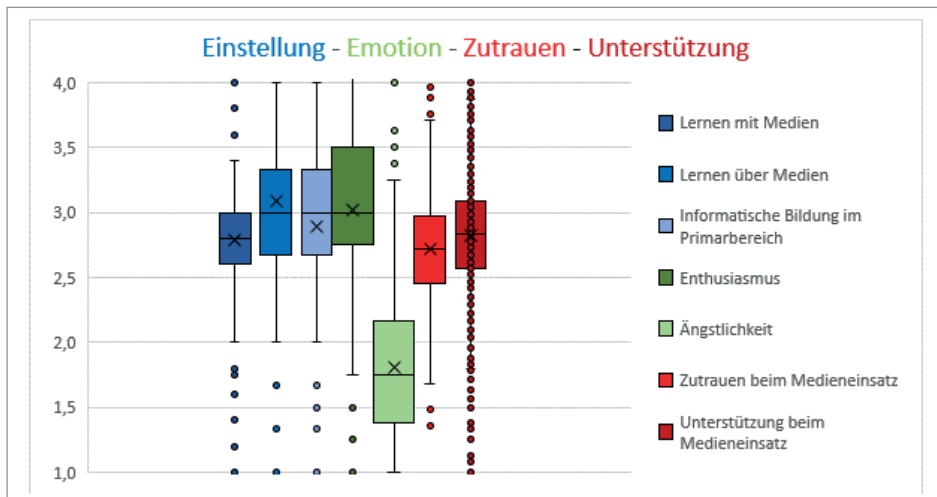 Einstellung - Emotion - Zutrauen - Unterstützung
4,0
3,5
3,0
2,5
2,0
1,5
1,0
Lernen mit Medien
Lernen über Medien
Informatische Bildung im
Primarbereich
Enthusiasmus
Ängstlichkeit
Zutrauen beim Medieneinsatz
Unterstützung beim
Medieneinsatz